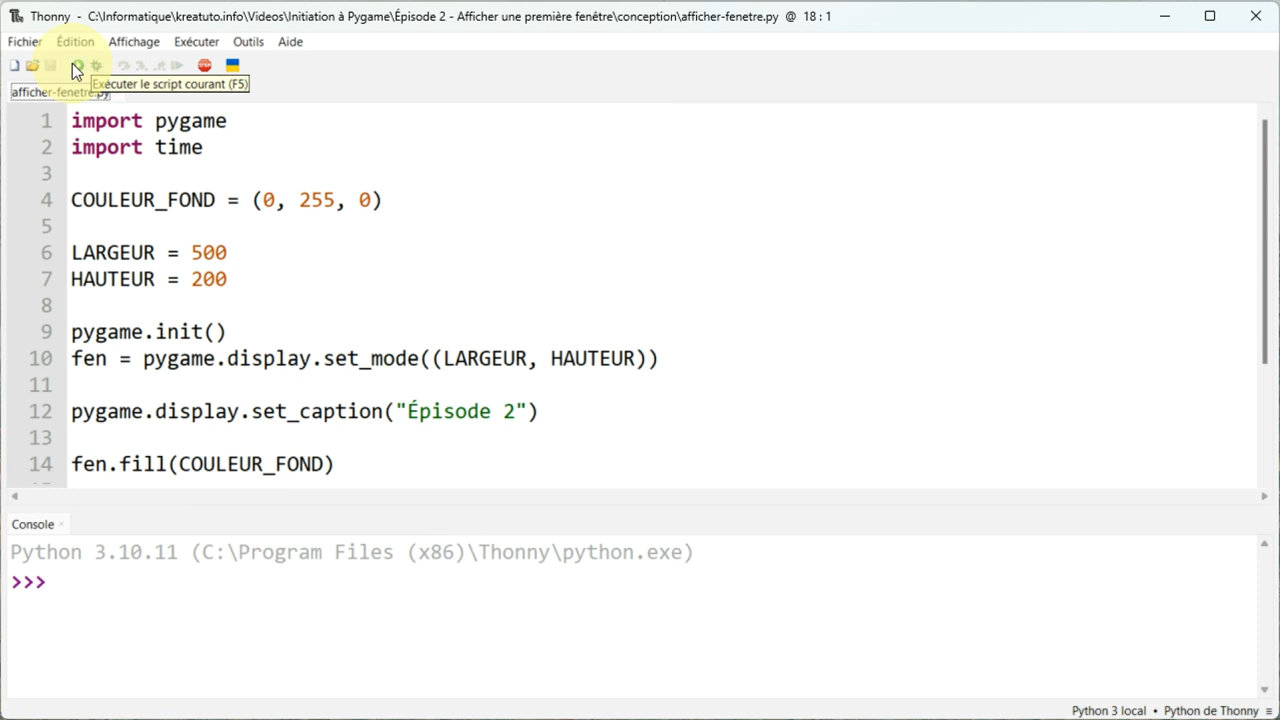 Thonny - C:\Informatique\kreatuto.info\Videos\Initiation à Pygame\Épisode 2 - Afficher une première fenêtre\conception\afficher-fenetre.py @ 18 : 1
Fichier Édition Affichage Exécuter Outils Aide
STOP
Exécuter le script courant (F5)
afficher-fenetre.py
1 import pygame
2 import time
3
4 COULEUR_FOND = (0, 255, 0)
5
6 LARGEUR = 500
7 HAUTEUR = 200
8
9 pygame.init()
10 fen = pygame.display.set_mode((LARGEUR, HAUTEUR))
11
12 pygame.display.set_caption("Épisode 2")
13
14 fen.fill(COULEUR_FOND)
Console ×
Python 3.10.11 (C:\Program Files (x86)\Thonny\python.exe)
>>>
Python 3 local • Python de Thonny ≡